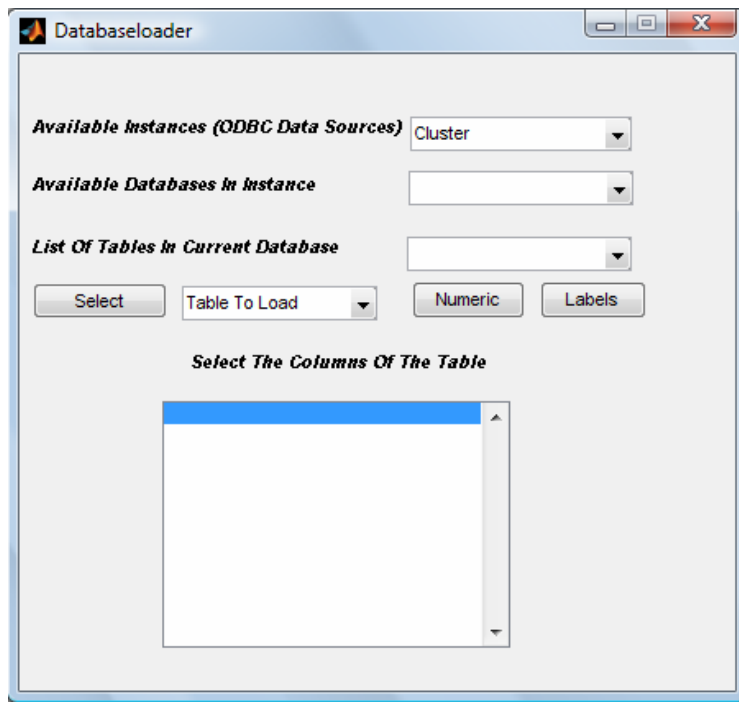 Databaseloader
Available Instances (ODBC Data Sources) Cluster
Available Databases In Instance
List Of Tables In Current Database
Select Table To Load Numeric Labels
Select The Columns Of The Table